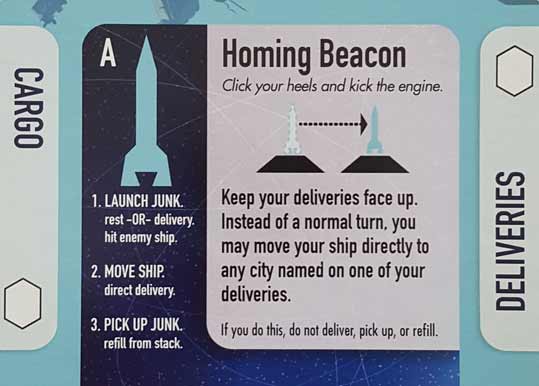 CARGO
A
1. LAUNCH JUNK.
rest -OR- delivery.
hit enemy ship.
2. MOVE SHIP.
direct delivery.
3. PICK UP JUNK.
refill from stack.
Homing Beacon
Click your heels and kick the engine.
Keep your deliveries face up.
Instead of a normal turn, you
may move your ship directly to
any city named on one of your
deliveries.
If you do this, do not deliver, pick up, or refill.
DELIVERIES